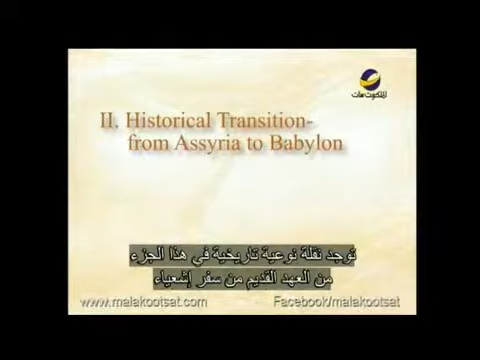 ملكوت سات
II. Historical Transition-
from Assyria to Babylon
توجد نقلة نوعية تاريخية في هذا الجزء
من العهد القديم من سفر إشعياء
www.malakootsat.com
Facebook/malakootsat